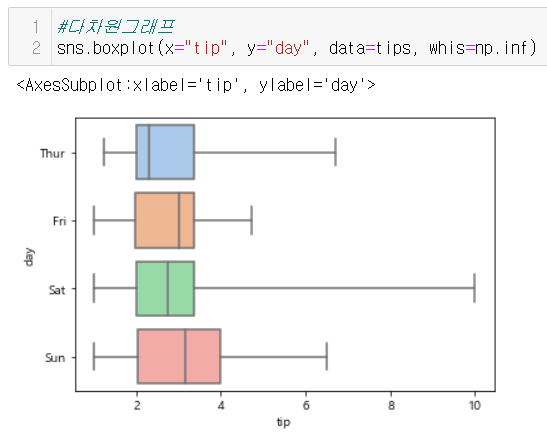 1 #다차원그래프
2 sns.boxplot(x="tip", y="day", data=tips, whis=np.inf)
<AxesSubplot:xlabel='tip', ylabel='day'>
Thur
Fri
day
Sat
Sun
2 4 6 8 10
tip